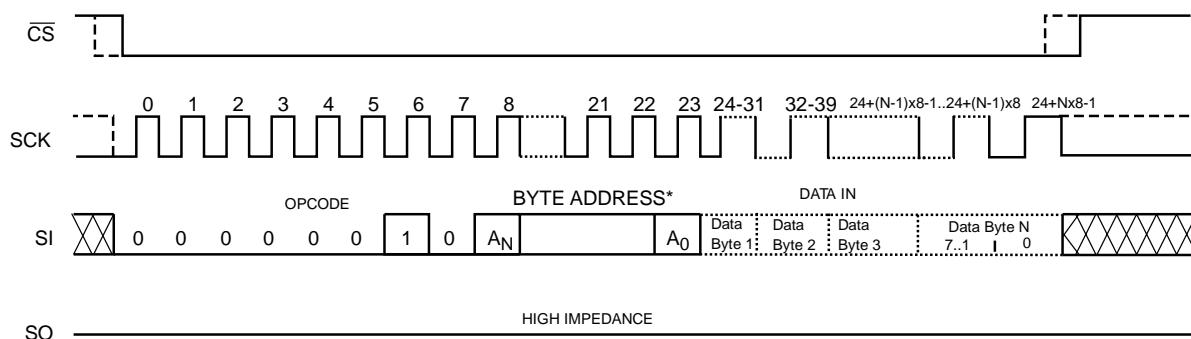 CS
0 1 2 3 4 5 6 7 8 21 22 23 24-31 32-39 24+(N-1)x8-1..24+(N-1)x8 24+Nx8-1
SCK
OPCODE BYTE ADDRESS* DATA IN
SI 0 0 0 0 0 0 1 0 AN A0 Data Byte 1 Data Byte 2 Data Byte 3 Data Byte N 7..1 0
HIGH IMPEDANCE
SO